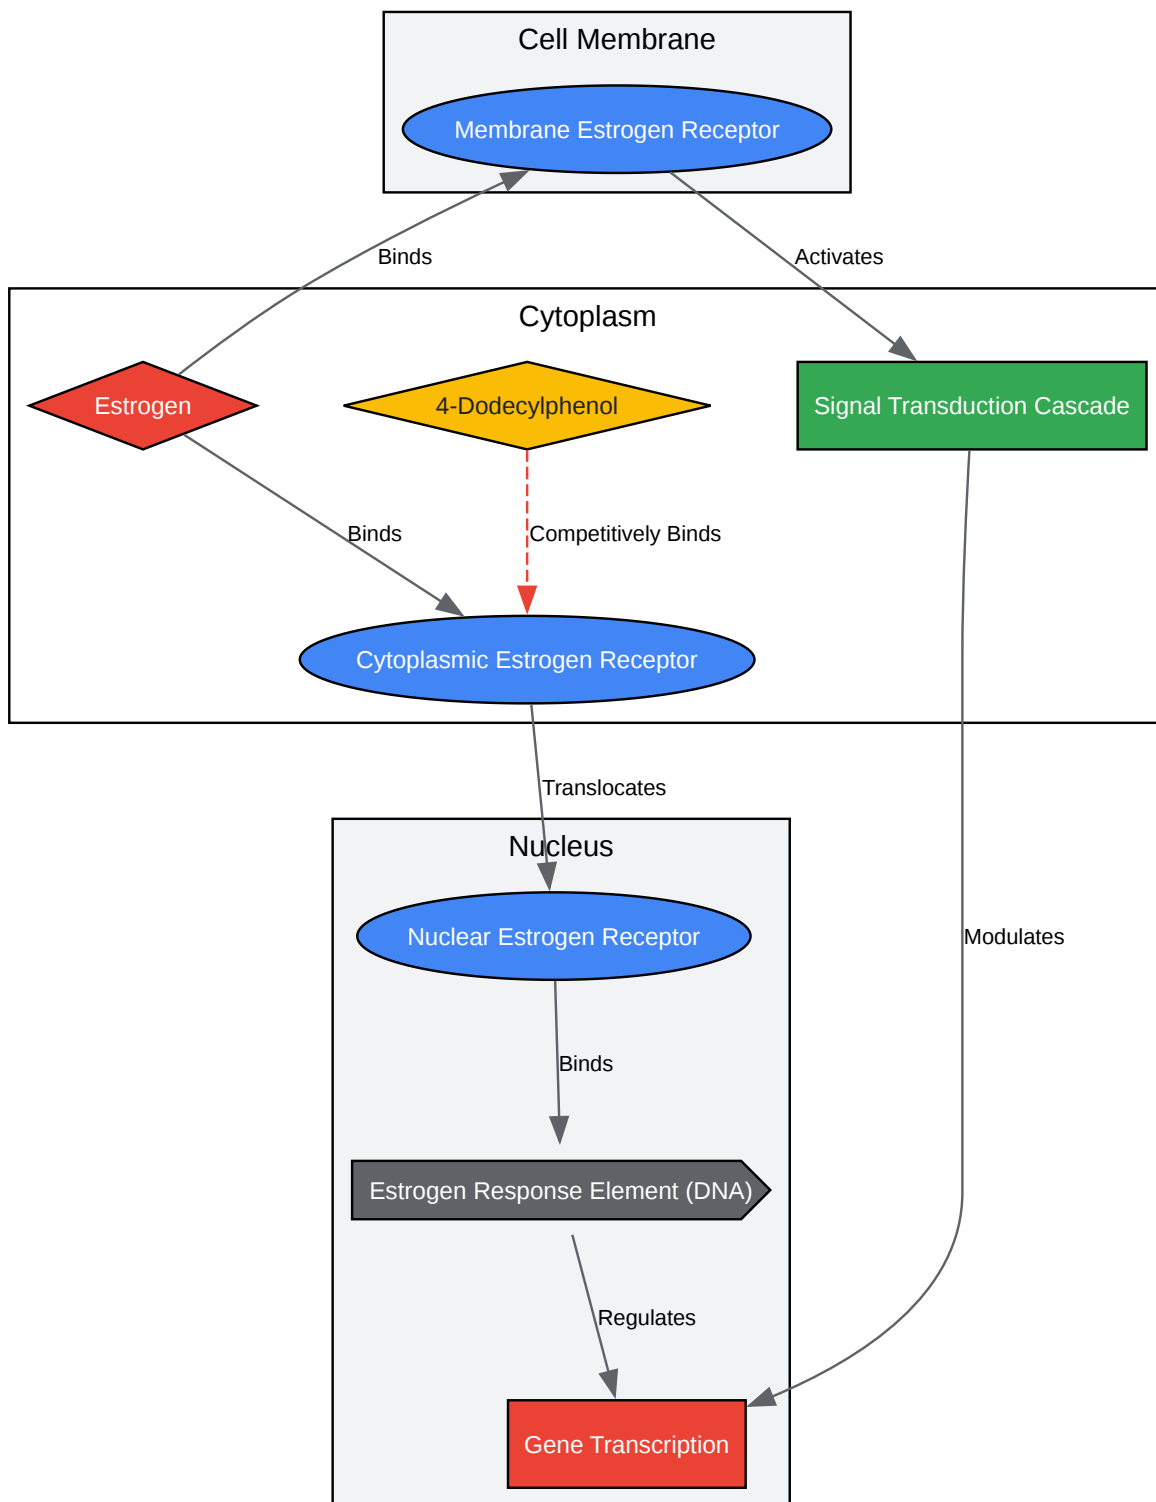 Cell Membrane
Membrane Estrogen Receptor
Binds
Activates
Cytoplasm
Estrogen
4-Dodecylphenol
Signal Transduction Cascade
Binds
Competitively Binds
Cytoplasmic Estrogen Receptor
Translocates
Nucleus
Nuclear Estrogen Receptor
Modulates
Binds
Estrogen Response Element (DNA)
Regulates
Gene Transcription